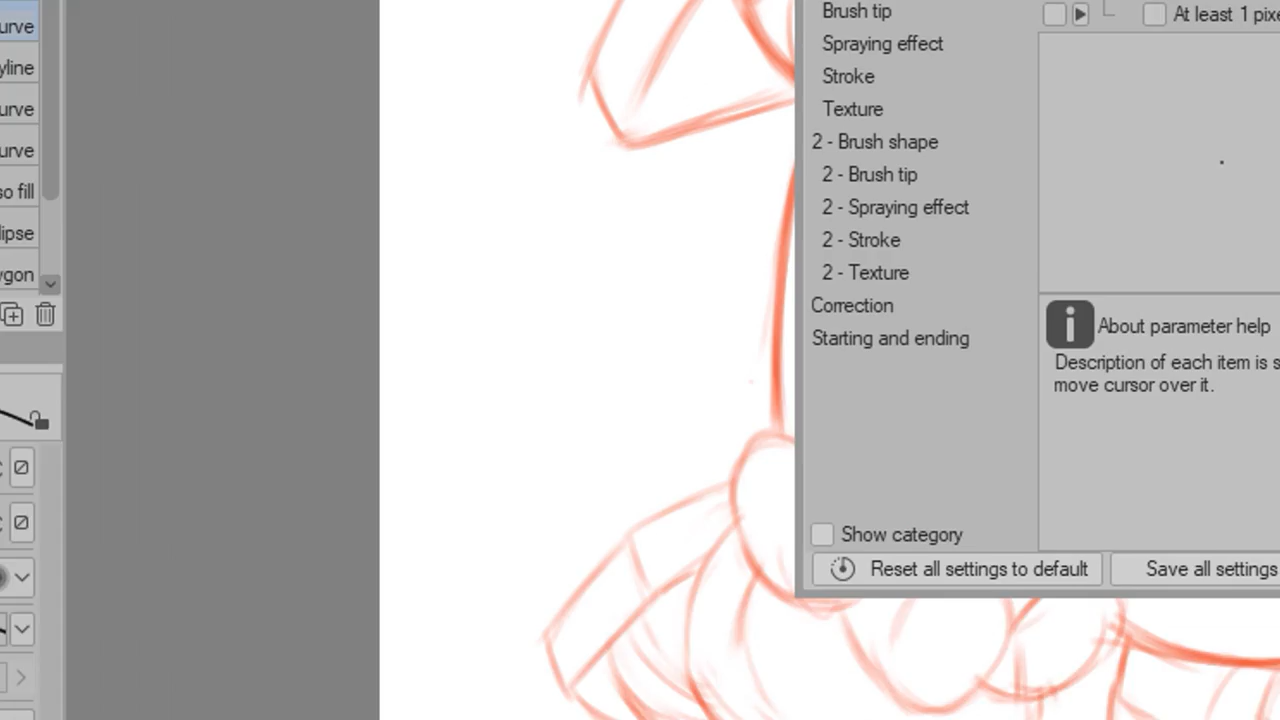 urve
yline
urve
urve
so fill
lipse
ygon
Brush tip
Spraying effect
Stroke
Texture
2 - Brush shape
2 - Brush tip
2 - Spraying effect
2 - Stroke
2 - Texture
Correction
Starting and ending
Show category
Reset all settings to default
Save all settings
At least 1 pixe
About parameter help
Description of each item is s
move cursor over it.